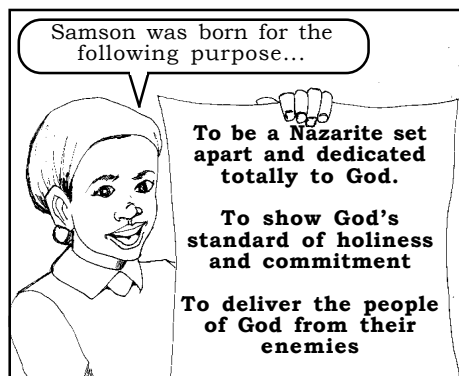 Samson was born for the
following purpose...
To be a Nazarite set
apart and dedicated
totally to God.
To show God's
standard of holiness
and commitment
To deliver the people
of God from their
enemies